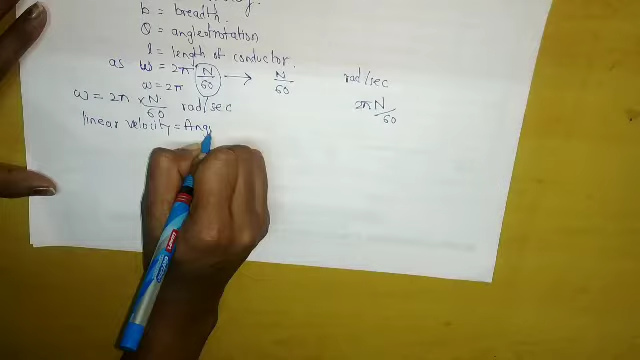 b = breadth.
θ = angle of rotation
l = length of conductor.
as ω = 2π N/60 → N/60 rad/sec
ω = 2π 2πN/60
ω = 2π × N/60 rad/sec
linear velocity = Angu